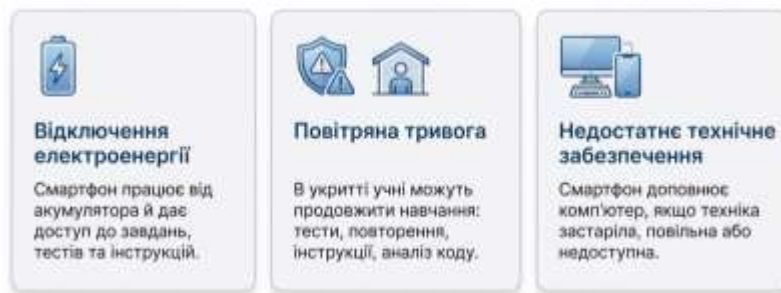 Відключення
електроенергії
Смартфон працює від
акумулятора й дає
доступ до завдань,
тестів та інструкцій.
Повітряна тривога
В укритті учні можуть
продовжити навчання:
тести, повторення,
інструкції, аналіз коду.
Недостатнє технічне
забезпечення
Смартфон доповнює
комп'ютер, якщо техніка
застаріла, повільна або
недоступна.